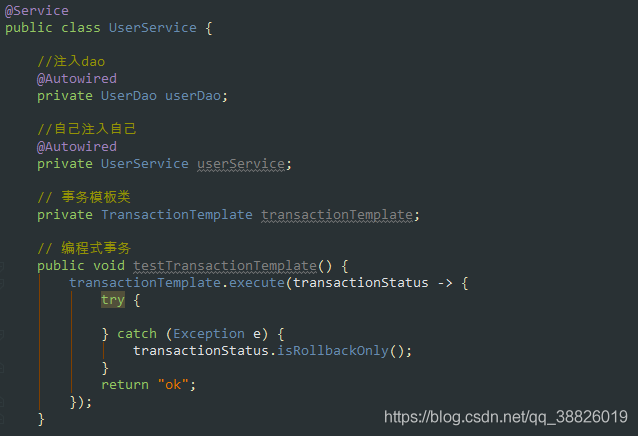 @Service
public class UserService {
//注入dao
@Autowired
private UserDao userDao;
//自己注入自己
@Autowired
private UserService userService;
// 事务模板类
private TransactionTemplate transactionTemplate;
// 编程式事务
public void testTransactionTemplate() {
transactionTemplate.execute(transactionStatus -> {
try {
} catch (Exception e) {
transactionStatus.isRollbackOnly();
}
return "ok";
});
}
https://blog.csdn.net/qq_38826019